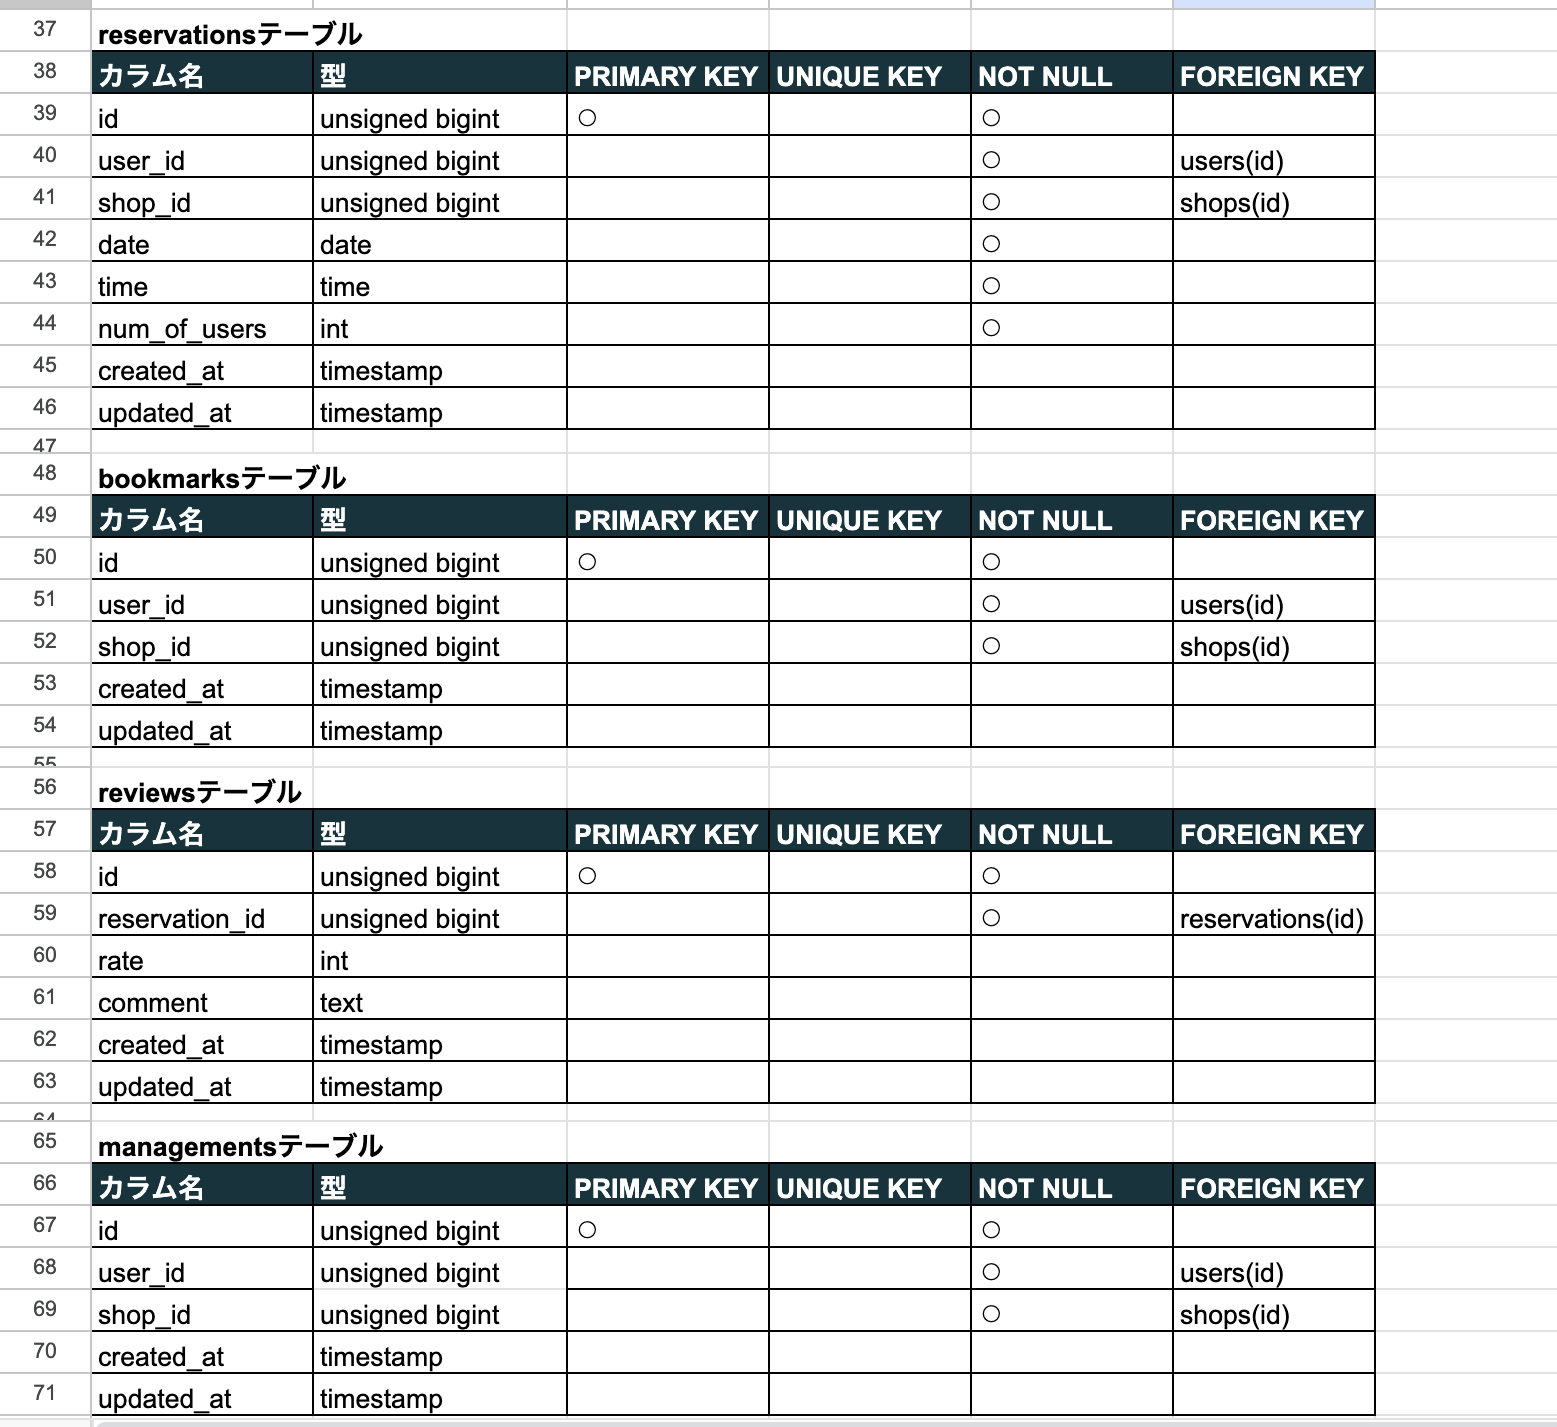 37 reservationsテーブル
38 カラム名 型 PRIMARY KEY UNIQUE KEY NOT NULL FOREIGN KEY
39 id unsigned bigint ○ ○
40 user_id unsigned bigint ○ users(id)
41 shop_id unsigned bigint ○ shops(id)
42 date date ○
43 time time ○
44 num_of_users int ○
45 created_at timestamp
46 updated_at timestamp
47
48 bookmarksテーブル
49 カラム名 型 PRIMARY KEY UNIQUE KEY NOT NULL FOREIGN KEY
50 id unsigned bigint ○ ○
51 user_id unsigned bigint ○ users(id)
52 shop_id unsigned bigint ○ shops(id)
53 created_at timestamp
54 updated_at timestamp
55
56 reviewsテーブル
57 カラム名 型 PRIMARY KEY UNIQUE KEY NOT NULL FOREIGN KEY
58 id unsigned bigint ○ ○
59 reservation_id unsigned bigint ○ reservations(id)
60 rate int
61 comment text
62 created_at timestamp
63 updated_at timestamp
64
65 managementsテーブル
66 カラム名 型 PRIMARY KEY UNIQUE KEY NOT NULL FOREIGN KEY
67 id unsigned bigint ○ ○
68 user_id unsigned bigint ○ users(id)
69 shop_id unsigned bigint ○ shops(id)
70 created_at timestamp
71 updated_at timestamp